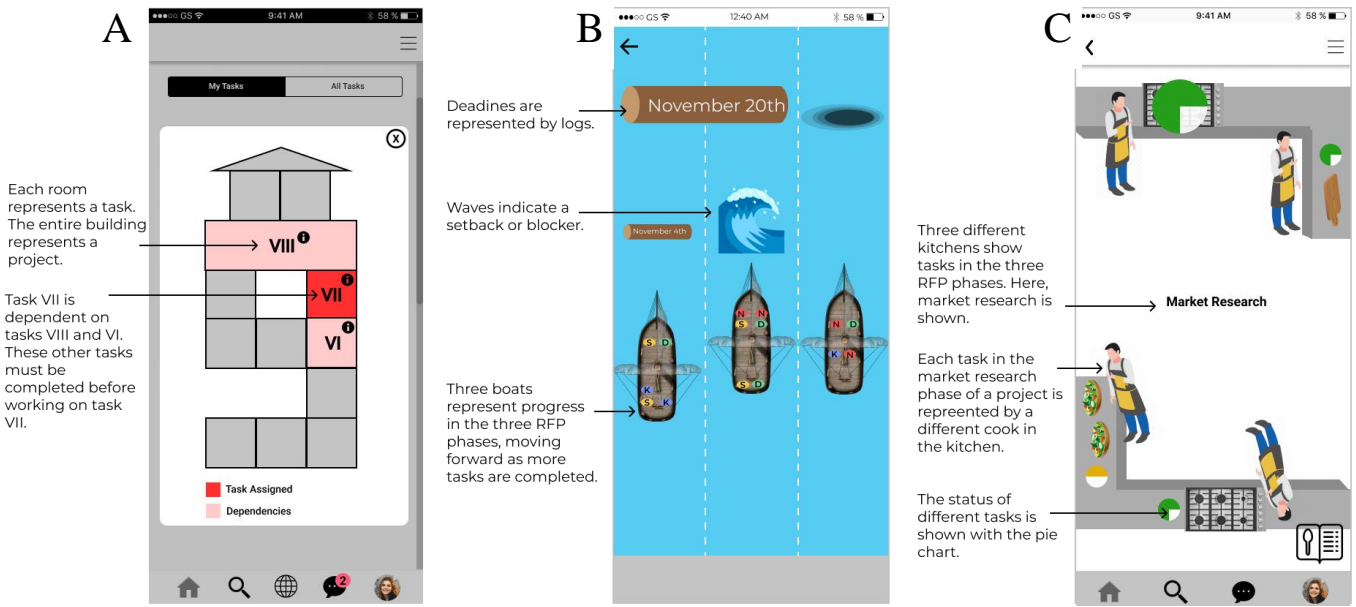 A
GS
9:41 AM
58 %
My Tasks
All Tasks
X
Each room
represents a task.
The entire building
represents a
project.
VIII
i
Task VII is
dependent on
tasks VIII and VI.
These other tasks
must be
completed before
working on task
VII.
VII
i
VI
i
Task Assigned
Dependencies
2
B
GS
12:40 AM
58 %
Deadines are
represented by logs.
November 20th
Waves indicate a
setback or blocker.
November 4th
Three boats
represent progress
in the three RFP
phases, moving
forward as more
tasks are completed.
S D
K
S K
N N
S D
S D
N D
K N
C
GS
9:41 AM
58 %
Three different
kitchens show
tasks in the three
RFP phases. Here,
market research is
shown.
Market Research
Each task in the
market research
phase of a project is
repreented by a
different cook in
the kitchen.
The status of
different tasks is
shown with the pie
chart.